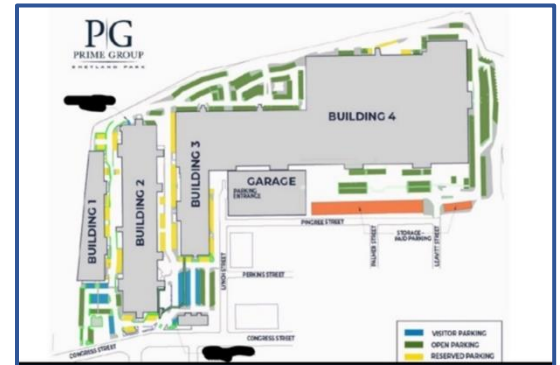 PG
PRIME GROUP
SHETLAND PARK
BUILDING 1
BUILDING 2
BUILDING 3
BUILDING 4
GARAGE
PARKING
ENTRANCE
PINGREE STREET
PALMER STREET
STORAGE -
PAID PARKING
LEAVITT STREET
LYNCH STREET
PERKINS STREET
CONGRESS STREET
CONGRESS STREET
VISITOR PARKING
OPEN PARKING
RESERVED PARKING